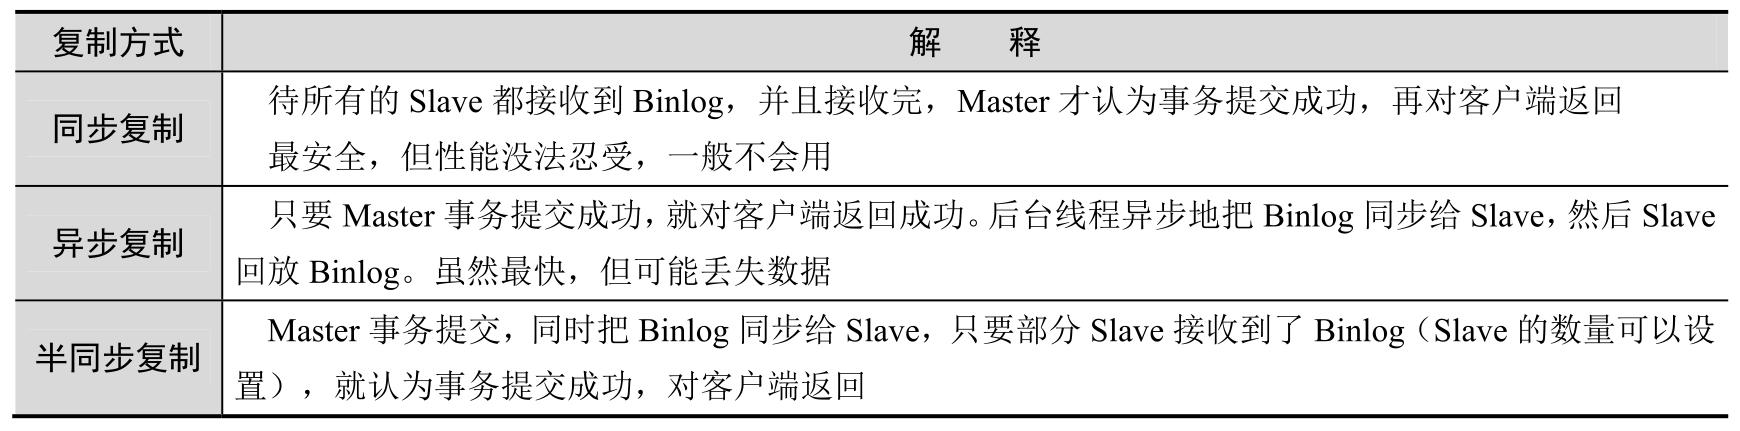 复制方式 解 释
同步复制
待所有的 Slave 都接收到 Binlog，并且接收完，Master 才认为事务提交成功，再对客户端返回
最安全，但性能没法忍受，一般不会用
异步复制
只要 Master 事务提交成功，就对客户端返回成功。后台线程异步地把 Binlog 同步给 Slave，然后 Slave
回放 Binlog。虽然最快，但可能丢失数据
半同步复制
Master 事务提交，同时把 Binlog 同步给 Slave，只要部分 Slave 接收到了 Binlog（Slave 的数量可以设
置），就认为事务提交成功，对客户端返回